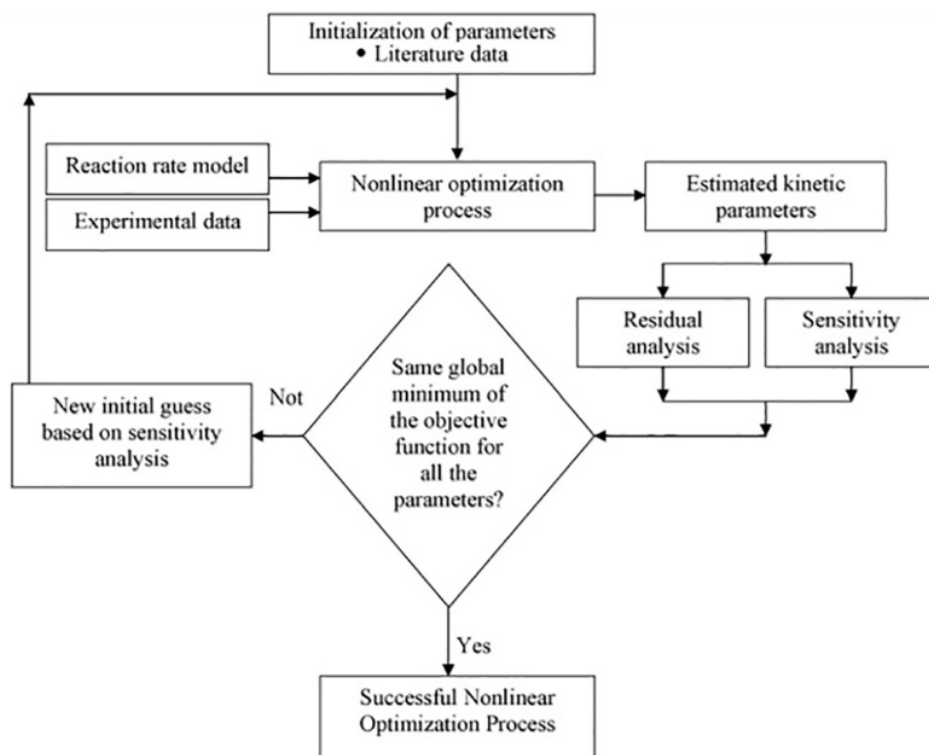 Initialization of parameters
• Literature data
Reaction rate model
Experimental data
Nonlinear optimization
process
Estimated kinetic
parameters
Residual
analysis
Sensitivity
analysis
Same global
minimum of
the objective
function for
all the
parameters?
Not
New initial guess
based on sensitivity
analysis
Yes
Successful Nonlinear
Optimization Process